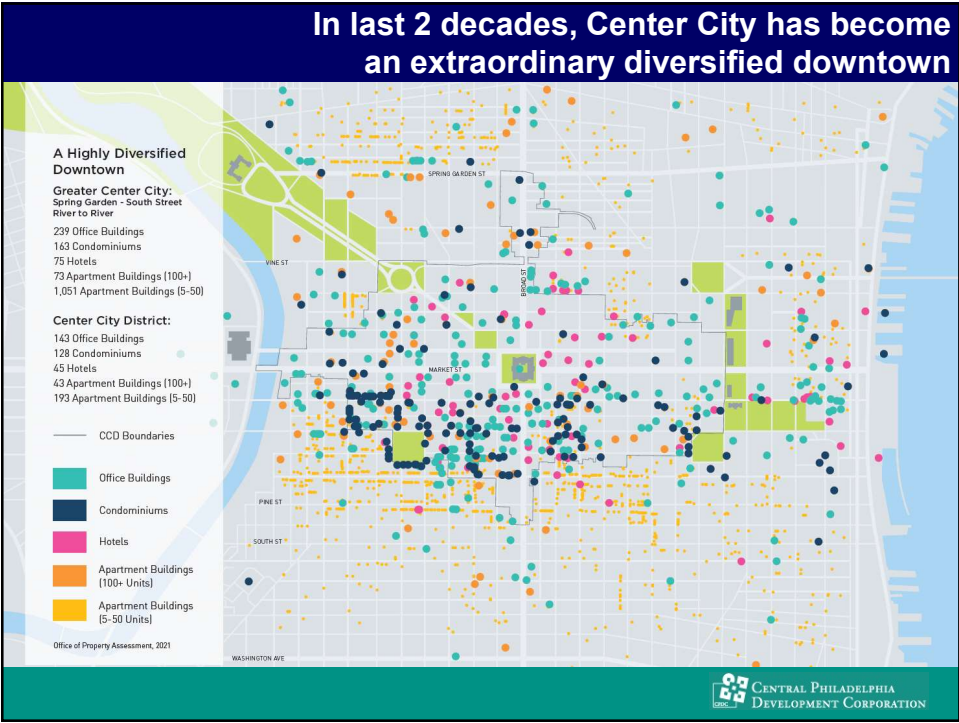 In last 2 decades, Center City has become
an extraordinary diversified downtown
A Highly Diversified
Downtown
Greater Center City:
Spring Garden - South Street
River to River
239 Office Buildings
163 Condominiums
75 Hotels
73 Apartment Buildings (100+)
1,051 Apartment Buildings (5-50)
Center City District:
143 Office Buildings
128 Condominiums
45 Hotels
43 Apartment Buildings (100+)
193 Apartment Buildings (5-50)
CCD Boundaries
Office Buildings
Condominiums
Hotels
Apartment Buildings
(100+ Units)
Apartment Buildings
(5-50 Units)
Office of Property Assessment, 2021
SPRING GARDEN ST
VINE ST
BROAD ST
MARKET ST
PINE ST
SOUTH ST
WASHINGTON AVE
CPDC
CENTRAL PHILADELPHIA
DEVELOPMENT CORPORATION